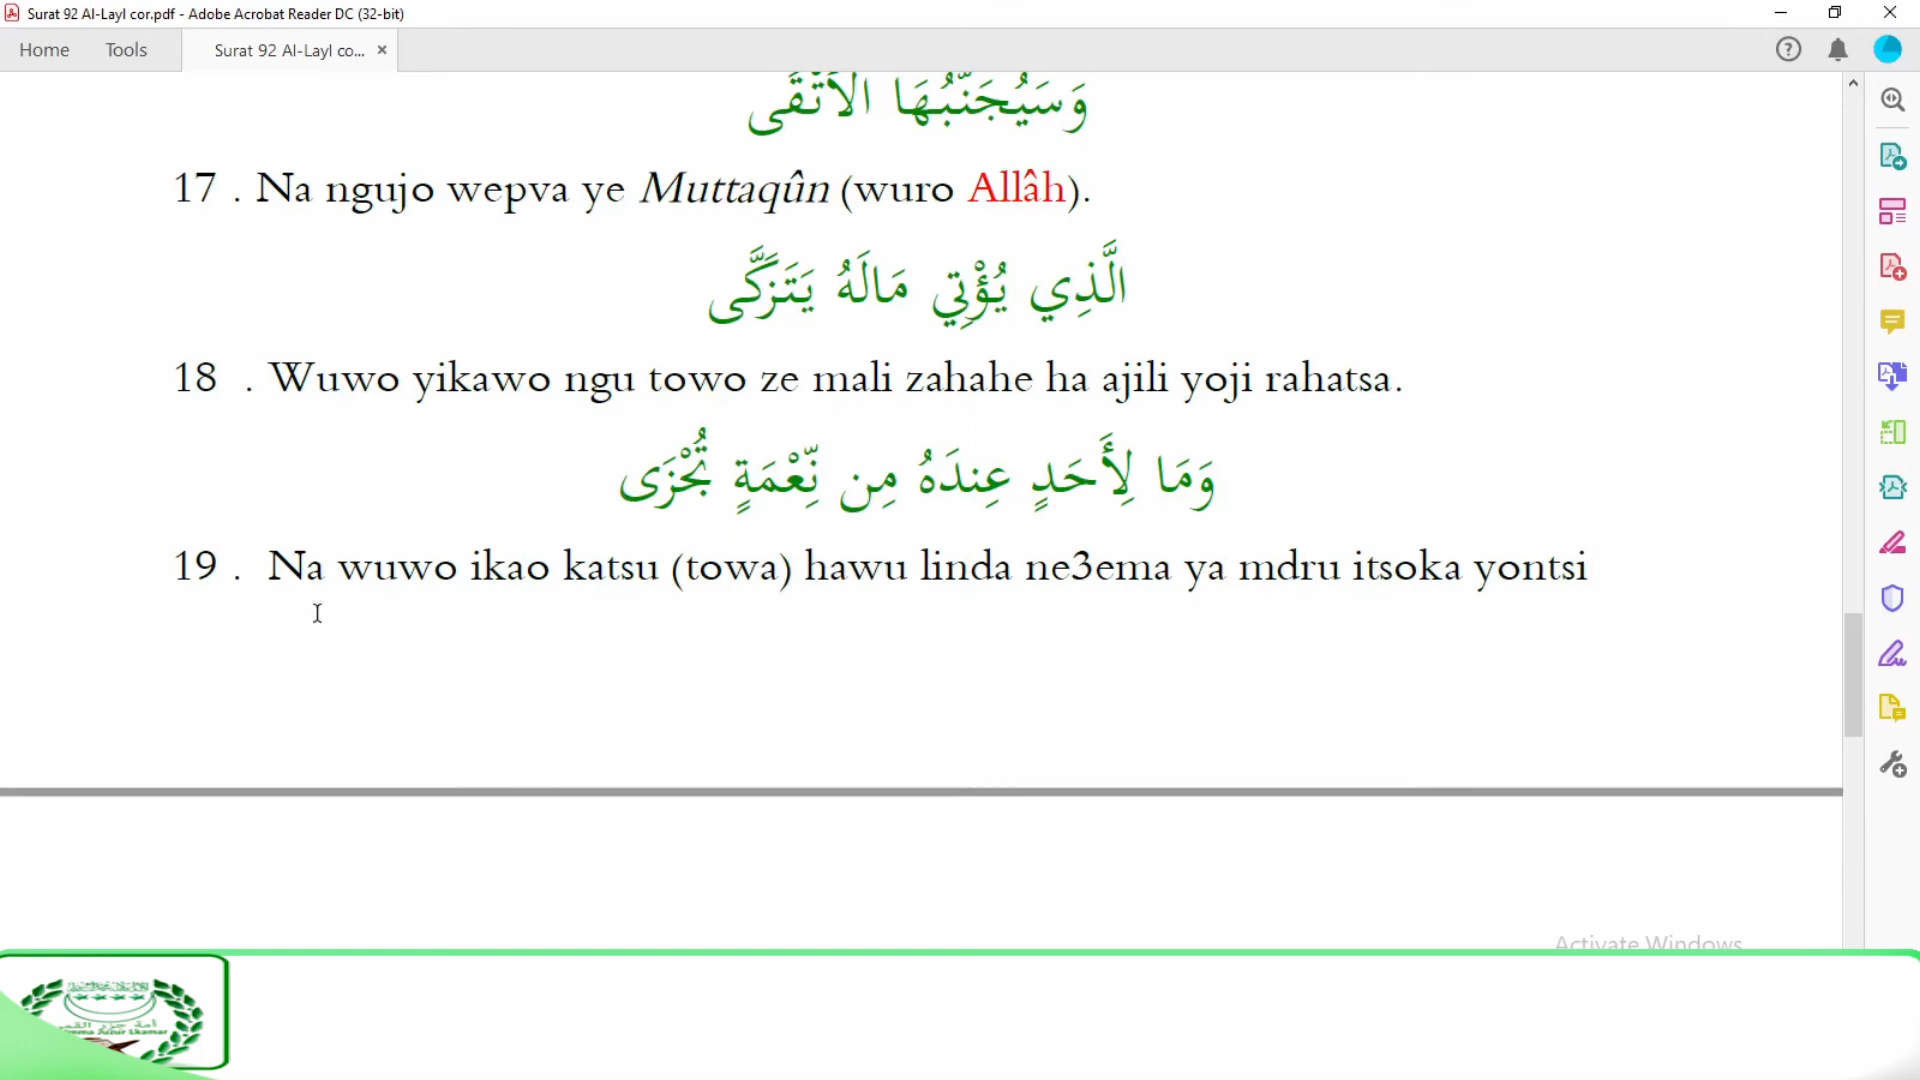 Surat 92 Al-Layl cor.pdf - Adobe Acrobat Reader DC (32-bit)
Home Tools Surat 92 Al-Layl co...
وَسَيُجَنَّبُهَا الأَتْقَى
17 . Na ngujo wepva ye Muttaqûn (wuro Allâh).
الَّذِي يُؤْتِي مَالَهُ يَتَزَكَّى
18 . Wuwo yikawo ngu towo ze mali zahahe ha ajili yoji rahatsa.
وَمَا لِأَحَدٍ عِندَهُ مِن نِّعْمَةٍ تُجْزَى
19 . Na wuwo ikao katsu (towa) hawu linda ne3ema ya mdru itsoka yontsi
Activate Windows